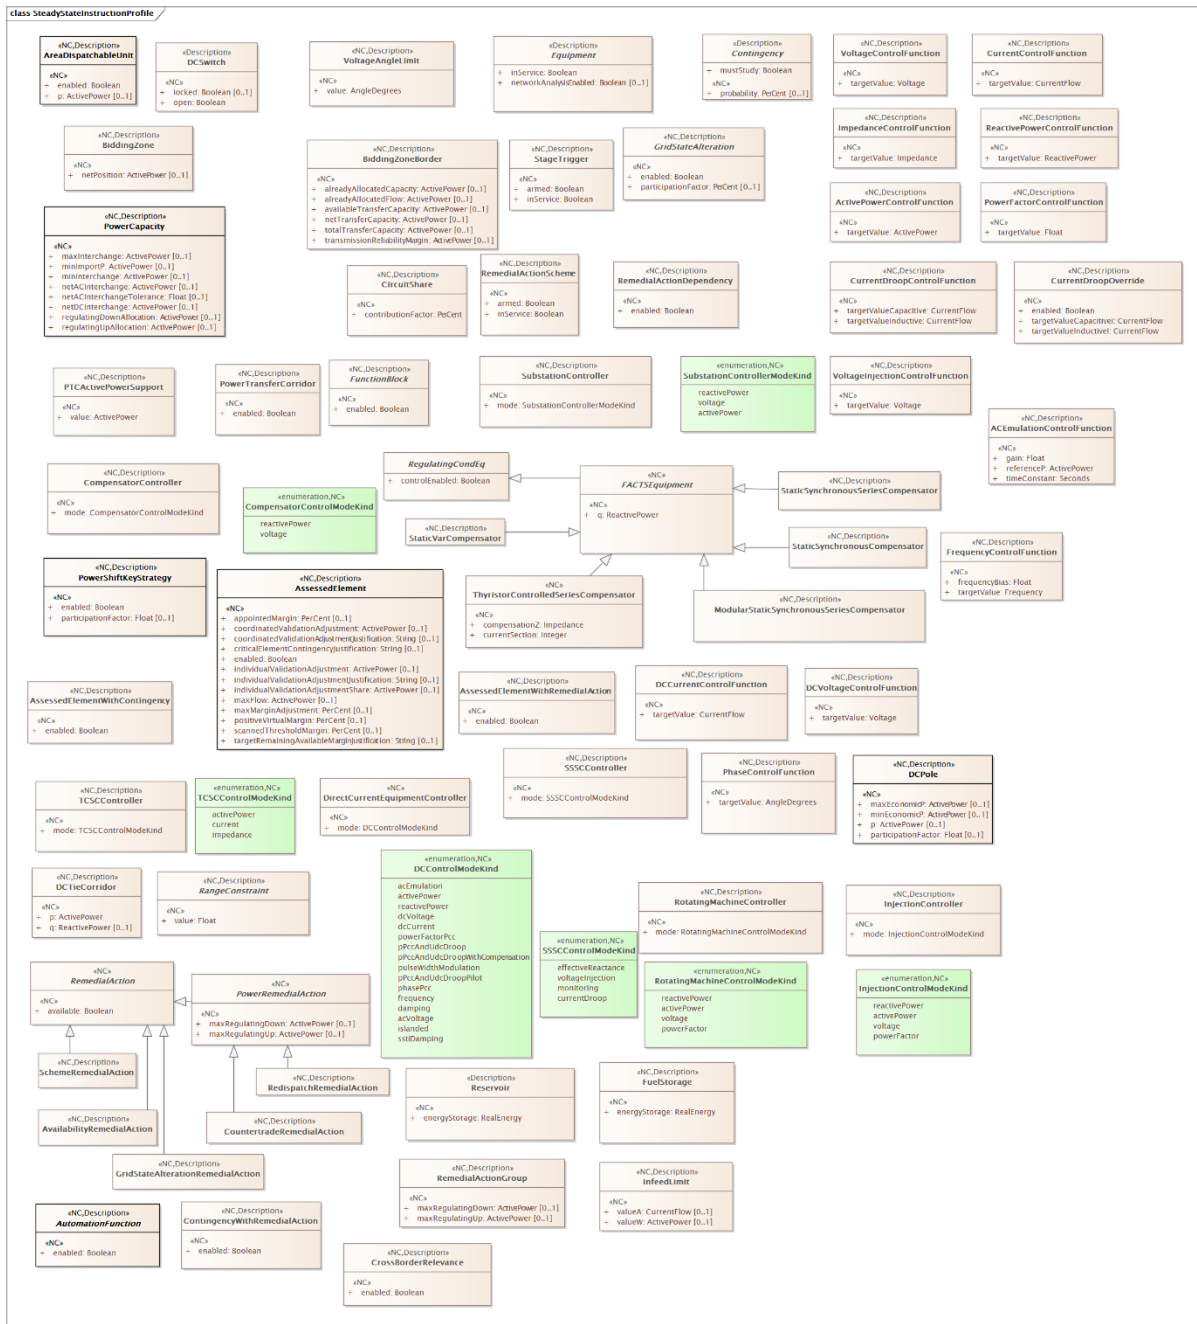 class SteadyStateInstructionProfile
«NC,Description»
AreaDispatchableUnit
«NC»
+ enabled: Boolean
+ p: ActivePower [0..1]
«Description»
DCSwitch
«NC»
+ locked: Boolean [0..1]
+ open: Boolean
«NC,Description»
VoltageAngleLimit
«NC»
+ value: AngleDegrees
«Description»
Equipment
+ inService: Boolean
+ networkAnalysisEnabled: Boolean [0..1]
«Description»
Contingency
+ mustStudy: Boolean
«NC»
+ probability: PerCent [0..1]
«NC,Description»
VoltageControlFunction
«NC»
+ targetValue: Voltage
«NC,Description»
CurrentControlFunction
«NC»
+ targetValue: CurrentFlow
«NC,Description»
BiddingZone
«NC»
+ netPosition: ActivePower [0..1]
«NC,Description»
BiddingZoneBorder
«NC»
+ alreadyAllocatedCapacity: ActivePower [0..1]
+ alreadyAllocatedFlow: ActivePower [0..1]
+ availableTransferCapacity: ActivePower [0..1]
+ netTransferCapacity: ActivePower [0..1]
+ totalTransferCapacity: ActivePower [0..1]
+ transmissionReliabilityMargin: ActivePower [0..1]
«NC,Description»
StageTrigger
«NC»
+ armed: Boolean
+ inService: Boolean
«NC,Description»
GridStateAlteration
«NC»
+ enabled: Boolean
+ participationFactor: PerCent [0..1]
«NC,Description»
ImpedanceControlFunction
«NC»
+ targetValue: Impedance
«NC,Description»
ReactivePowerControlFunction
«NC»
+ targetValue: ReactivePower
«NC,Description»
ActivePowerControlFunction
«NC»
+ targetValue: ActivePower
«NC,Description»
PowerFactorControlFunction
«NC»
+ targetValue: Float
«NC,Description»
PowerCapacity
«NC»
+ maxInterchange: ActivePower [0..1]
+ minImportP: ActivePower [0..1]
+ minInterchange: ActivePower [0..1]
+ netACInterchange: ActivePower [0..1]
+ netACInterchangeTolerance: Float [0..1]
+ netDCInterchange: ActivePower [0..1]
+ regulatingDownAllocation: ActivePower [0..1]
+ regulatingUpAllocation: ActivePower [0..1]
«NC,Description»
CircuitShare
«NC»
+ contributionFactor: PerCent
«NC,Description»
RemedialActionScheme
«NC»
+ armed: Boolean
+ inService: Boolean
«NC,Description»
RemedialActionDependency
«NC»
+ enabled: Boolean
«NC,Description»
CurrentDroopControlFunction
«NC»
+ targetValueCapacitive: CurrentFlow
+ targetValueInductive: CurrentFlow
«NC,Description»
CurrentDroopOverride
«NC»
+ enabled: Boolean
+ targetValueCapacitiveI: CurrentFlow
+ targetValueInductiveI: CurrentFlow
«NC,Description»
PTCActivePowerSupport
«NC»
+ value: ActivePower
«NC,Description»
PowerTransferCorridor
«NC»
+ enabled: Boolean
«NC,Description»
FunctionBlock
«NC»
+ enabled: Boolean
«NC,Description»
SubstationController
«NC»
+ mode: SubstationControllerModeKind
«enumeration,NC»
SubstationControllerModeKind
reactivePower
voltage
activePower
«NC,Description»
VoltageInjectionControlFunction
«NC»
+ targetValue: Voltage
«NC,Description»
ACEmulationControlFunction
«NC»
+ gain: Float
+ referenceP: ActivePower
+ timeConstant: Seconds
«NC,Description»
CompensatorController
«NC»
+ mode: CompensatorControlModeKind
«enumeration,NC»
CompensatorControlModeKind
reactivePower
voltage
RegulatingCondEq
+ controlEnabled: Boolean
«NC»
FACTSEquipment
«NC»
+ q: ReactivePower
«NC,Description»
StaticSynchronousSeriesCompensator
«NC,Description»
StaticVarCompensator
«NC,Description»
StaticSynchronousCompensator
«NC,Description»
FrequencyControlFunction
«NC»
+ frequencyBias: Float
+ targetValue: Frequency
«NC,Description»
PowerShiftKeyStrategy
«NC»
+ enabled: Boolean
+ participationFactor: Float [0..1]
«NC,Description»
AssessedElement
«NC»
+ appointedMargin: PerCent [0..1]
+ coordinatedValidationAdjustment: ActivePower [0..1]
+ coordinatedValidationAdjustmentJustification: String [0..1]
+ criticalElementContingencyJustification: String [0..1]
+ enabled: Boolean
+ individualValidationAdjustment: ActivePower [0..1]
+ individualValidationAdjustmentJustification: String [0..1]
+ individualValidationAdjustmentShare: ActivePower [0..1]
+ maxFlow: ActivePower [0..1]
+ maxMarginAdjustment: PerCent [0..1]
+ positiveVirtualMargin: PerCent [0..1]
+ scannedThresholdMargin: PerCent [0..1]
+ targetRemainingAvailableMarginJustification: String [0..1]
«NC,Description»
ThyristorControlledSeriesCompensator
«NC»
+ compensationZ: Impedance
+ currentSection: Integer
«NC,Description»
ModularStaticSynchronousSeriesCompensator
«NC,Description»
AssessedElementWithContingency
«NC»
+ enabled: Boolean
«NC,Description»
AssessedElementWithRemedialAction
«NC»
+ enabled: Boolean
«NC,Description»
DCCurrentControlFunction
«NC»
+ targetValue: CurrentFlow
«NC,Description»
DCVoltageControlFunction
«NC»
+ targetValue: Voltage
«NC,Description»
TCSCController
«NC»
+ mode: TCSCControlModeKind
«enumeration,NC»
TCSCControlModeKind
activePower
current
impedance
«NC»
DirectCurrentEquipmentController
«NC»
+ mode: DCControlModeKind
«NC,Description»
SSSCController
«NC»
+ mode: SSSCControlModeKind
«NC,Description»
PhaseControlFunction
«NC»
+ targetValue: AngleDegrees
«NC,Description»
DCPole
«NC»
+ maxEconomicP: ActivePower [0..1]
+ minEconomicP: ActivePower [0..1]
+ p: ActivePower [0..1]
+ participationFactor: Float [0..1]
«NC,Description»
DCTieCorridor
«NC»
+ p: ActivePower
+ q: ReactivePower [0..1]
«NC,Description»
RangeConstraint
«NC»
+ value: Float
«enumeration,NC»
DCControlModeKind
acEmulation
activePower
reactivePower
dcVoltage
dcCurrent
powerFactorPcc
pPccAndUdcDroop
pPccAndUdcDroopWithCompensation
pulseWidthModulation
pPccAndUdcDroopPilot
phasePcc
frequency
damping
acVoltage
islanded
sstiDamping
«enumeration,NC»
SSSCControlModeKind
effectiveReactance
voltageInjection
monitoring
currentDroop
«NC,Description»
RotatingMachineController
«NC»
+ mode: RotatingMachineControlModeKind
«NC,Description»
InjectionController
«NC»
+ mode: InjectionControlModeKind
«enumeration,NC»
RotatingMachineControlModeKind
reactivePower
activePower
voltage
powerFactor
«enumeration,NC»
InjectionControlModeKind
reactivePower
activePower
voltage
powerFactor
«NC»
RemedialAction
«NC»
+ available: Boolean
«NC»
PowerRemedialAction
«NC»
+ maxRegulatingDown: ActivePower [0..1]
+ maxRegulatingUp: ActivePower [0..1]
«NC,Description»
SchemeRemedialAction
«NC,Description»
RedispatchRemedialAction
«NC,Description»
AvailabilityRemedialAction
«NC,Description»
CountertradeRemedialAction
«NC,Description»
GridStateAlterationRemedialAction
«Description»
Reservoir
«NC»
+ energyStorage: RealEnergy
«NC,Description»
FuelStorage
«NC»
+ energyStorage: RealEnergy
«NC,Description»
RemedialActionGroup
«NC»
+ maxRegulatingDown: ActivePower [0..1]
+ maxRegulatingUp: ActivePower [0..1]
«NC,Description»
InfeedLimit
«NC»
+ valueA: CurrentFlow [0..1]
+ valueW: ActivePower [0..1]
«NC,Description»
AutomationFunction
«NC»
+ enabled: Boolean
«NC,Description»
ContingencyWithRemedialAction
«NC»
+ enabled: Boolean
«NC,Description»
CrossBorderRelevance
«NC»
+ enabled: Boolean